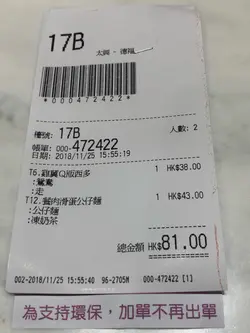 17B
太興 - 德福
*000472422*
檯號: 17B
人數: 2
帳單: 000-472422
日期: 2018/11/25 15:55:19
T6.雞翼Q極西多 1 HK$38.00
:鴛鴦
:走
T12.餐肉滑蛋公仔麵 1 HK$43.00
:公仔麵
:凍奶茶
總金額 HK$81.00
002-2018/11/25 15:55:40 96-2705M 000-472422 [1]
為支持環保，加單不再出單